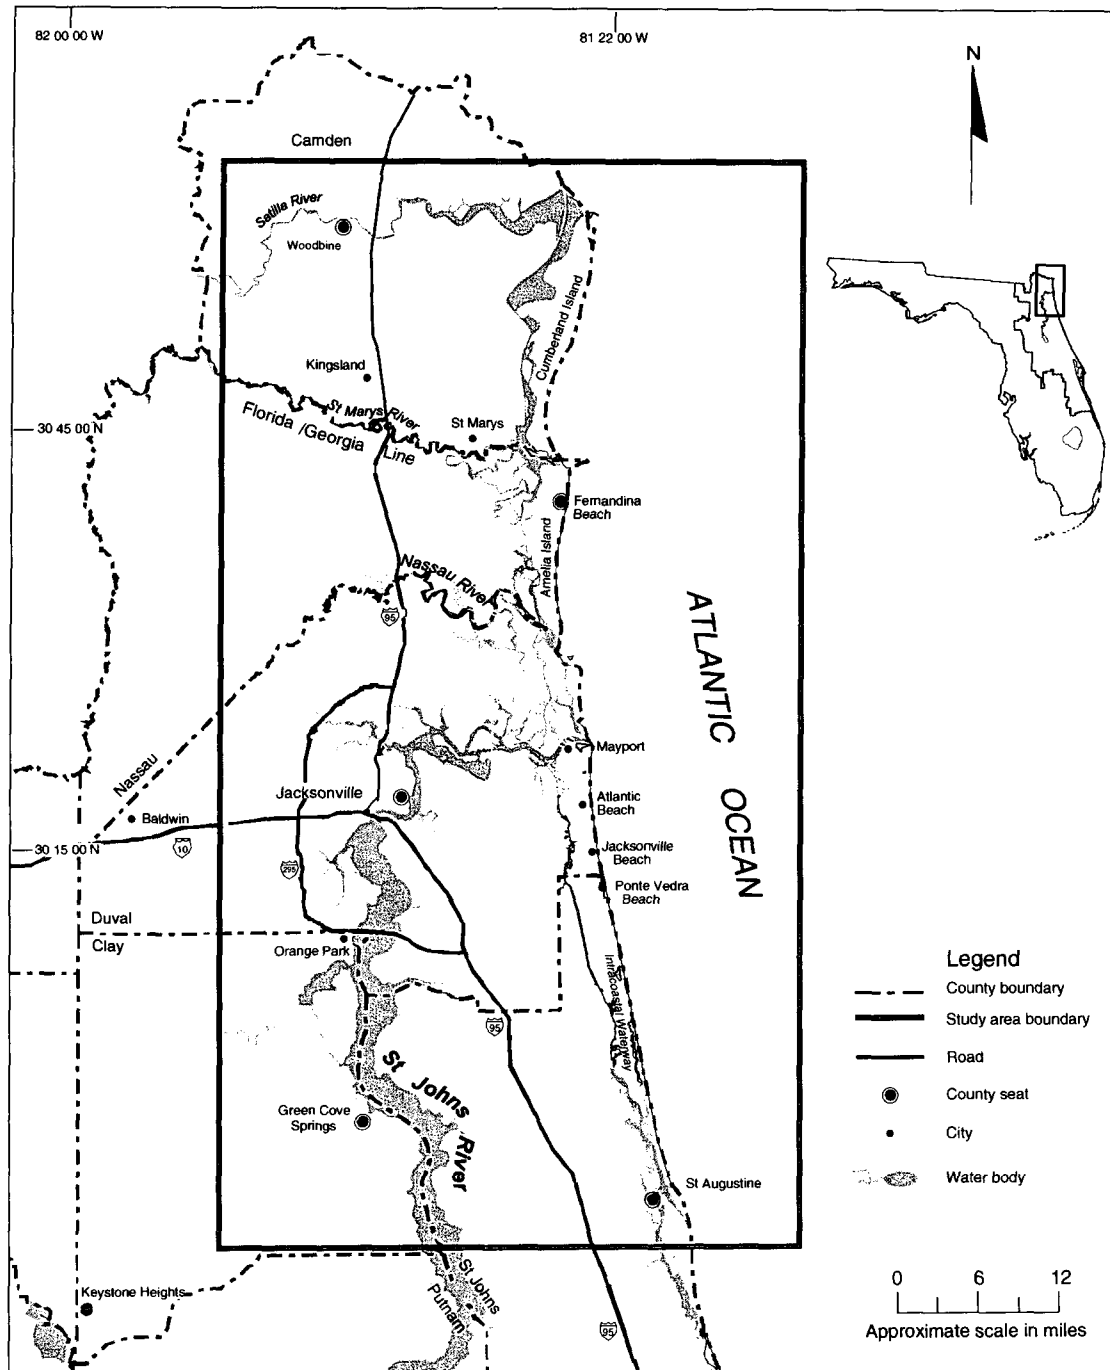 82 00 00 W
81 22 00 W
N
Camden
Satilla River
Woodbine
Cumberland Island
Kingsland
St Marys River
St Marys
30 45 00 N
Florida /Georgia Line
Fernandina
Beach
Amelia Island
Nassau River
95
ATLANTIC
OCEAN
Mayport
Nassau
Jacksonville
Atlantic
Beach
Baldwin
10
30 15 00 N
Jacksonville
Beach
295
Ponte Vedra
Beach
Duval
Clay
Orange Park
Intracoastal Waterway
95
St Johns
River
Green Cove
Springs
St Augustine
Keystone Heights
St Johns
Putnam
95
Legend
County boundary
Study area boundary
Road
County seat
City
Water body
0 6 12
Approximate scale in miles